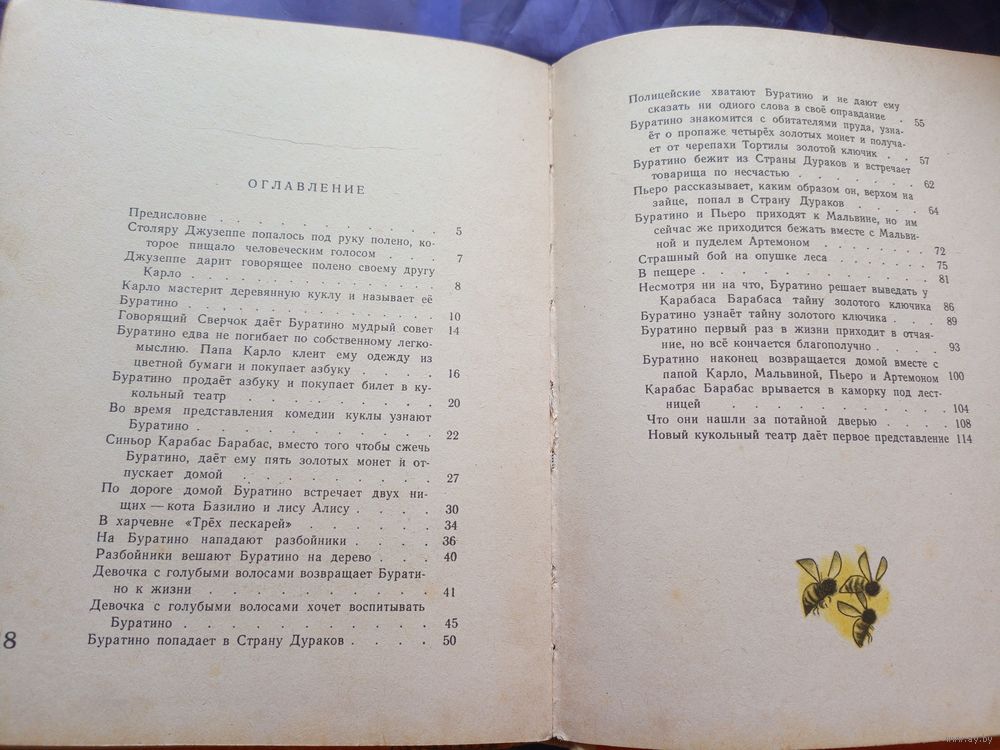 ОГЛАВЛЕНИЕ
Предисловие . . . . . . . . . . . . . 5
Столяру Джузеппе попалось под руку полено, ко-
торое пищало человеческим голосом . . . . 7
Джузеппе дарит говорящее полено своему другу
Карло . . . . . . . . . . . . . . 8
Карло мастерит деревянную куклу и называет её
Буратино . . . . . . . . . . . . . 10
Говорящий Сверчок даёт Буратино мудрый совет 14
Буратино едва не погибает по собственному легко-
мыслию. Папа Карло клеит ему одежду из
цветной бумаги и покупает азбуку . . . . 16
Буратино продаёт азбуку и покупает билет в ку-
кольный театр . . . . . . . . . . . 20
Во время представления комедии куклы узнают
Буратино . . . . . . . . . . . . . 22
Синьор Карабас Барабас, вместо того чтобы сжечь
Буратино, даёт ему пять золотых монет и от-
пускает домой . . . . . . . . . . . 27
По дороге домой Буратино встречает двух ни-
щих — кота Базилио и лису Алису . . . . 30
В харчевне «Трёх пескарей» . . . . . . 34
На Буратино нападают разбойники . . . . 36
Разбойники вешают Буратино на дерево . . . 40
Девочка с голубыми волосами возвращает Бурати-
но к жизни . . . . . . . . . . . . 41
Девочка с голубыми волосами хочет воспитывать
Буратино . . . . . . . . . . . . . 45
Буратино попадает в Страну Дураков . . . . 50
8
Полицейские хватают Буратино и не дают ему
сказать ни одного слова в своё оправдание . 55
Буратино знакомится с обитателями пруда, узна-
ёт о пропаже четырёх золотых монет и получа-
ет от черепахи Тортилы золотой ключик . . 57
Буратино бежит из Страны Дураков и встречает
товарища по несчастью . . . . . . . . 62
Пьеро рассказывает, каким образом он, верхом на
зайце, попал в Страну Дураков . . . . . 64
Буратино и Пьеро приходят к Мальвине, но им
сейчас же приходится бежать вместе с Мальви-
ной и пуделем Артемоном . . . . . . . 72
Страшный бой на опушке леса . . . . . . 75
В пещере . . . . . . . . . . . . . 81
Несмотря ни на что, Буратино решает выведать у
Карабаса Барабаса тайну золотого ключика 86
Буратино узнаёт тайну золотого ключика . . . 89
Буратино первый раз в жизни приходит в отчая-
ние, но всё кончается благополучно . . . . 93
Буратино наконец возвращается домой вместе с
папой Карло, Мальвиной, Пьеро и Артемоном 100
Карабас Барабас врывается в каморку под лест-
ницей . . . . . . . . . . . . . . 104
Что они нашли за потайной дверью . . . . 108
Новый кукольный театр даёт первое представление 114
www.ay.by